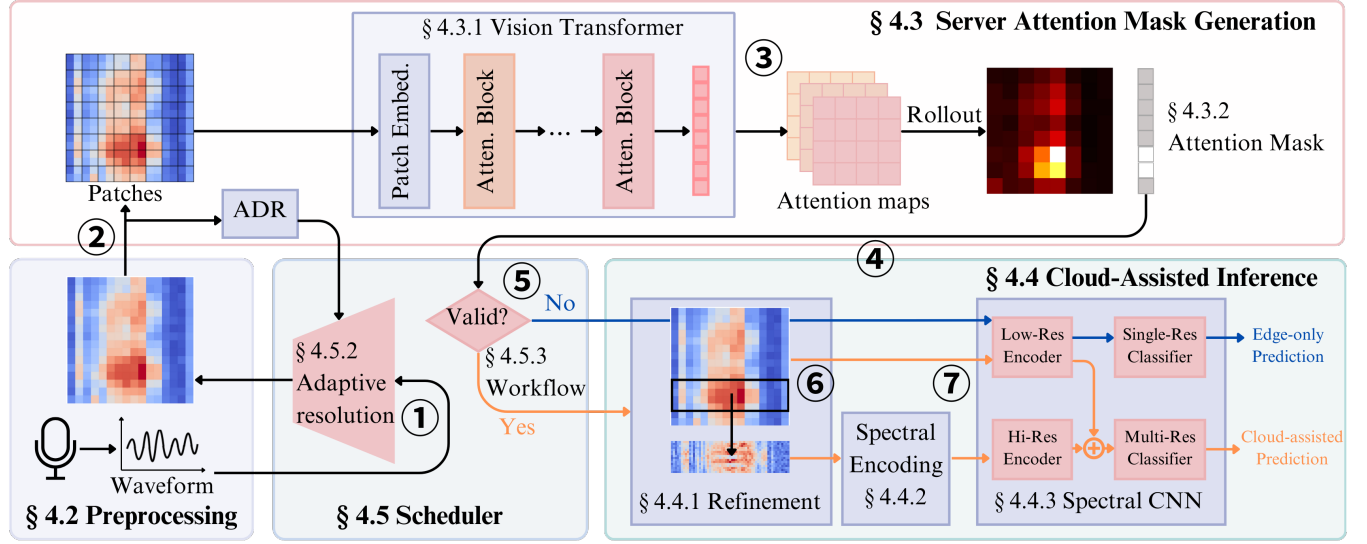 § 4.3 Server Attention Mask Generation
§ 4.3.1 Vision Transformer
Patch Embed.
Atten. Block
...
Atten. Block
③
Attention maps
Rollout
§ 4.3.2
Attention Mask
Patches
②
ADR
④
§ 4.2 Preprocessing
Waveform
§ 4.5 Scheduler
§ 4.5.2
Adaptive
resolution
①
Valid?
⑤
No
§ 4.5.3
Workflow
Yes
§ 4.4 Cloud-Assisted Inference
⑥
§ 4.4.1 Refinement
Spectral
Encoding
§ 4.4.2
⑦
Low-Res
Encoder
Single-Res
Classifier
Edge-only
Prediction
Hi-Res
Encoder
Multi-Res
Classifier
Cloud-assisted
Prediction
§ 4.4.3 Spectral CNN